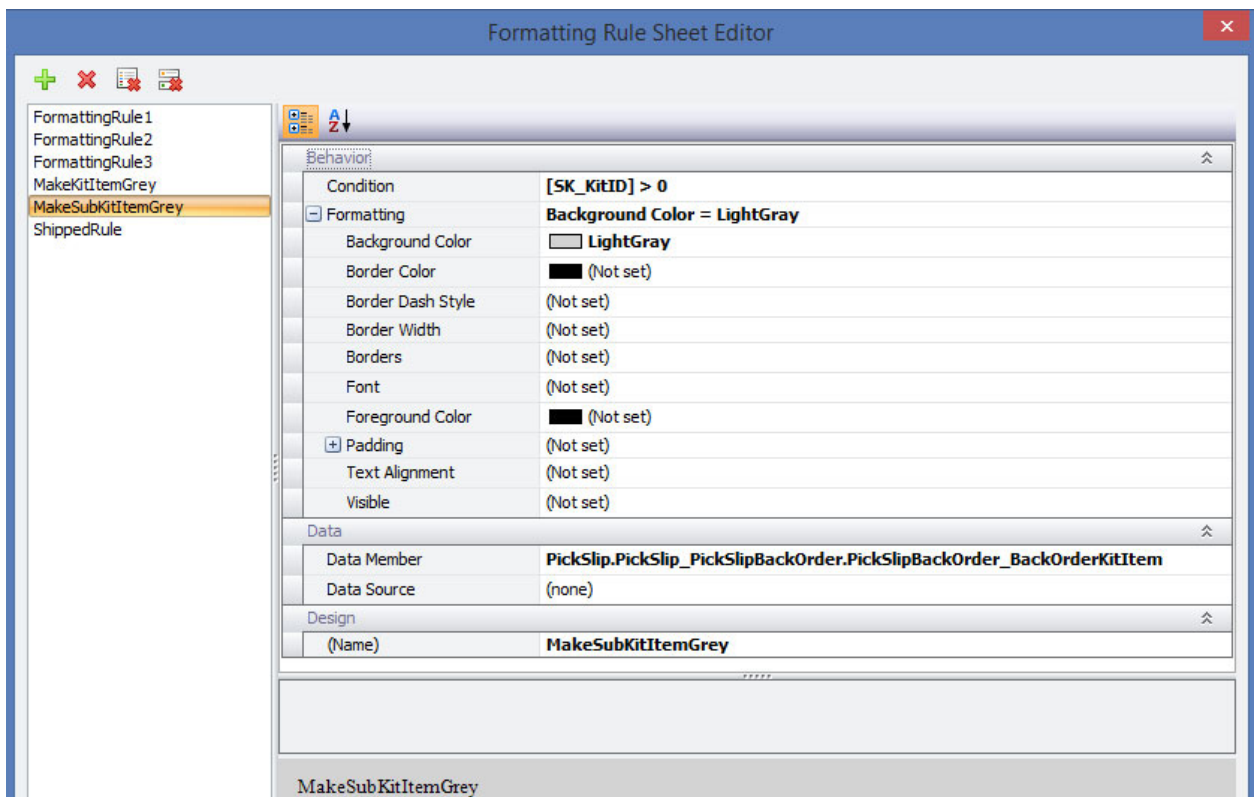 Formatting Rule Sheet Editor
FormattingRule1
FormattingRule2
FormattingRule3
MakeKitItemGrey
MakeSubKitItemGrey
ShippedRule
Behavior
Condition [SK_KitID] > 0
Formatting Background Color = LightGray
Background Color LightGray
Border Color (Not set)
Border Dash Style (Not set)
Border Width (Not set)
Borders (Not set)
Font (Not set)
Foreground Color (Not set)
Padding (Not set)
Text Alignment (Not set)
Visible (Not set)
Data
Data Member PickSlip.PickSlip_PickSlipBackOrder.PickSlipBackOrder_BackOrderKitItem
Data Source (none)
Design
(Name) MakeSubKitItemGrey
MakeSubKitItemGrey